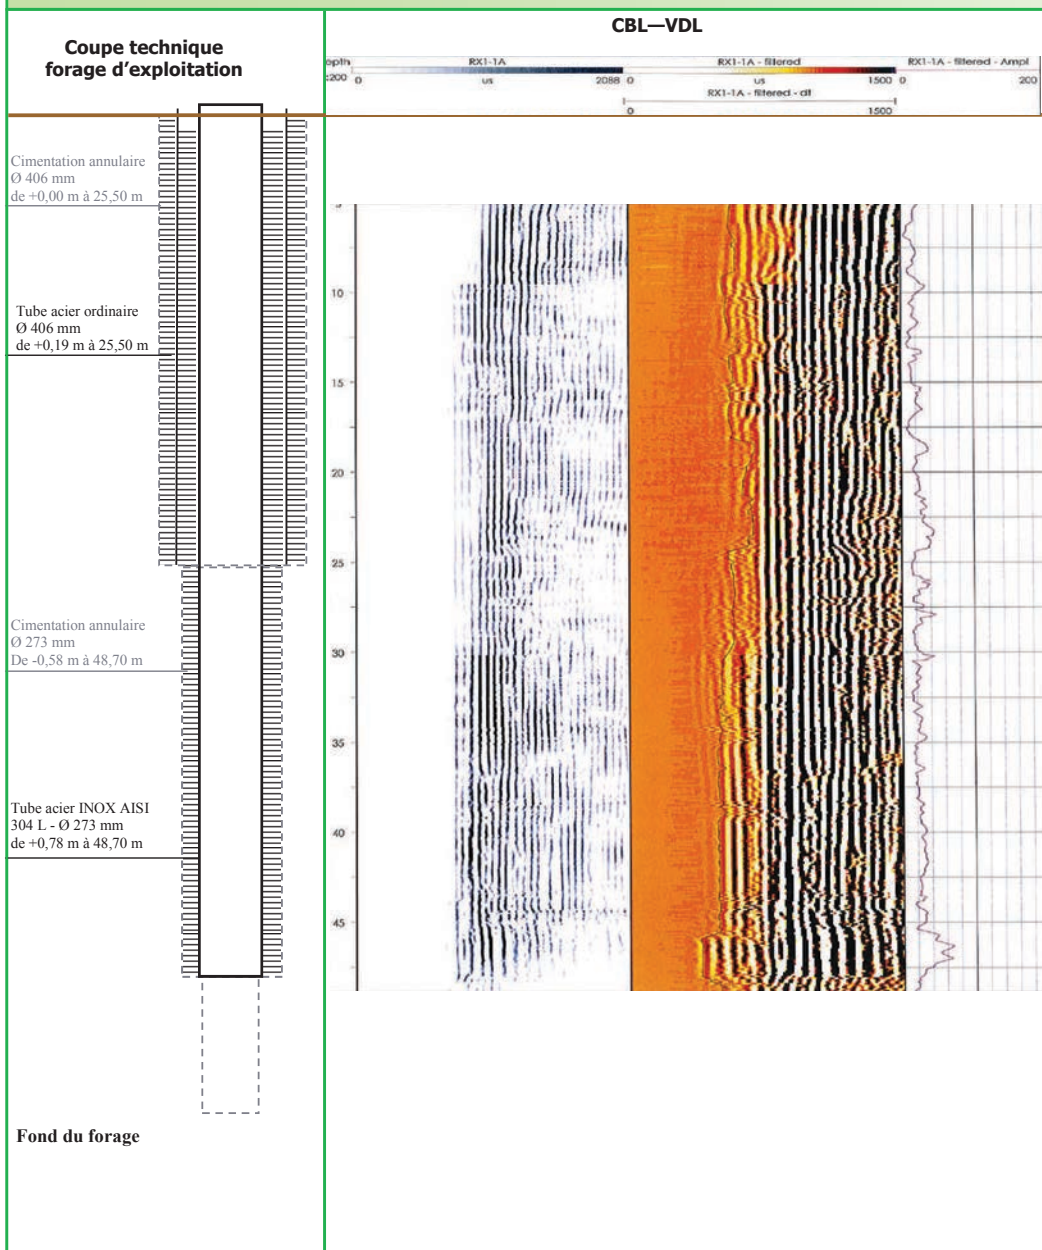 Coupe technique
forage d'exploitation
CBL—VDL
RX1-1A
RX1-1A - filtered
RX1-1A - filtered - Ampl
0
us
2088
0
us
1500
0
200
RX1-1A - filtered - dt
0
1500
Cimentation annulaire
Ø 406 mm
de +0,00 m à 25,50 m
Tube acier ordinaire
Ø 406 mm
de +0,19 m à 25,50 m
Cimentation annulaire
Ø 273 mm
De -0,58 m à 48,70 m
Tube acier INOX AISI
304 L - Ø 273 mm
de +0,78 m à 48,70 m
Fond du forage
10
15
20
25
30
35
40
45